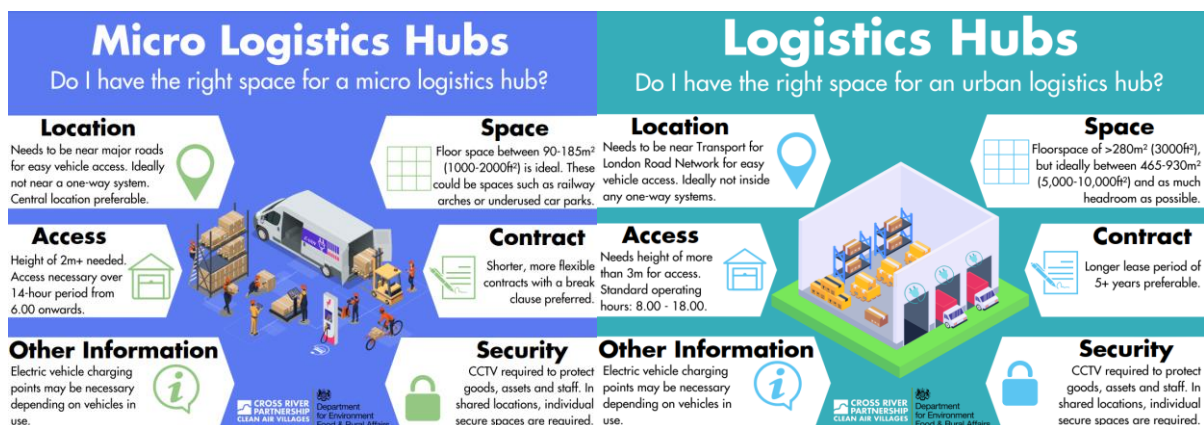 Micro Logistics Hubs
Do I have the right space for a micro logistics hub?
Location
Needs to be near major roads
for easy vehicle access. Ideally
not near a one-way system.
Central location preferable.
Space
Floor space between 90-185m²
(1000-2000ft²) is ideal. These
could be spaces such as railway
arches or underused car parks.
Access
Height of 2m+ needed.
Access necessary over
14-hour period from
6.00 onwards.
Contract
Shorter, more flexible
contracts with a break
clause preferred.
Other Information
Electric vehicle charging
points may be necessary
depending on vehicles in
use.
Security
CCTV required to protect
goods, assets and staff. In
shared locations, individual
secure spaces are required.
CROSS RIVER
PARTNERSHIP
CLEAN AIR VILLAGES
Department
for Environment
Food & Rural Affairs
Logistics Hubs
Do I have the right space for an urban logistics hub?
Location
Needs to be near Transport for
London Road Network for easy
vehicle access. Ideally not inside
any one-way systems.
Space
Floorspace of >280m² (3000ft²),
but ideally between 465-930m²
(5,000-10,000ft²) and as much
headroom as possible.
Access
Needs height of more
than 3m for access.
Standard operating
hours: 8.00 - 18.00.
Contract
Longer lease period of
5+ years preferable.
Other Information
Electric vehicle charging
points may be necessary
depending on vehicles in
use.
Security
CCTV required to protect
goods, assets and staff. In
shared locations, individual
secure spaces are required.
CROSS RIVER
PARTNERSHIP
CLEAN AIR VILLAGES
Department
for Environment
Food & Rural Affairs